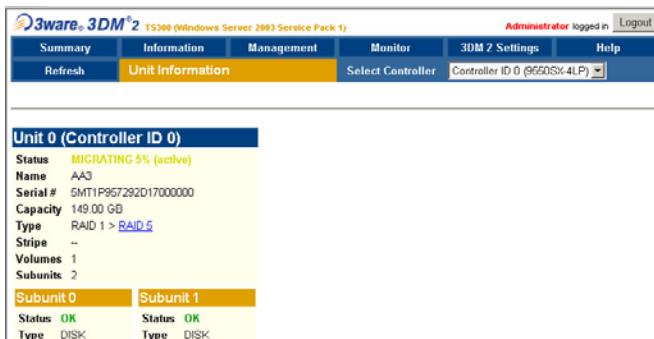 3ware® 3DM®2 TS300 (Windows Server 2003 Service Pack 1) Administrator logged in Logout
Summary Information Management Monitor 3DM 2 Settings Help
Refresh Unit Information Select Controller Controller ID 0 (9550SX-4LP)
Unit 0 (Controller ID 0)
Status MIGRATING 5% (active)
Name AA3
Serial # 5MT1P957292D17000000
Capacity 149.00 GB
Type RAID 1 > RAID 5
Stripe --
Volumes 1
Subunits 2
Subunit 0 Subunit 1
Status OK Status OK
Type DISK Type DISK